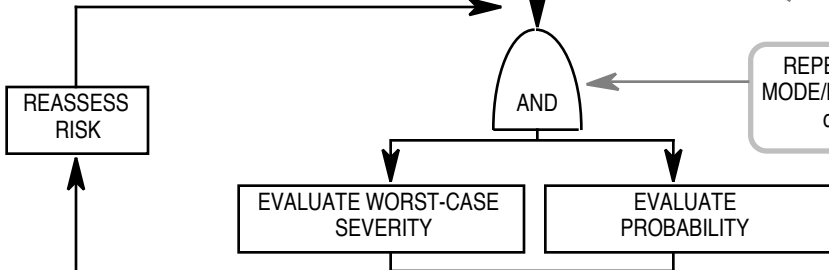 REASSESS
RISK
AND
EVALUATE WORST-CASE
SEVERITY
EVALUATE
PROBABILITY